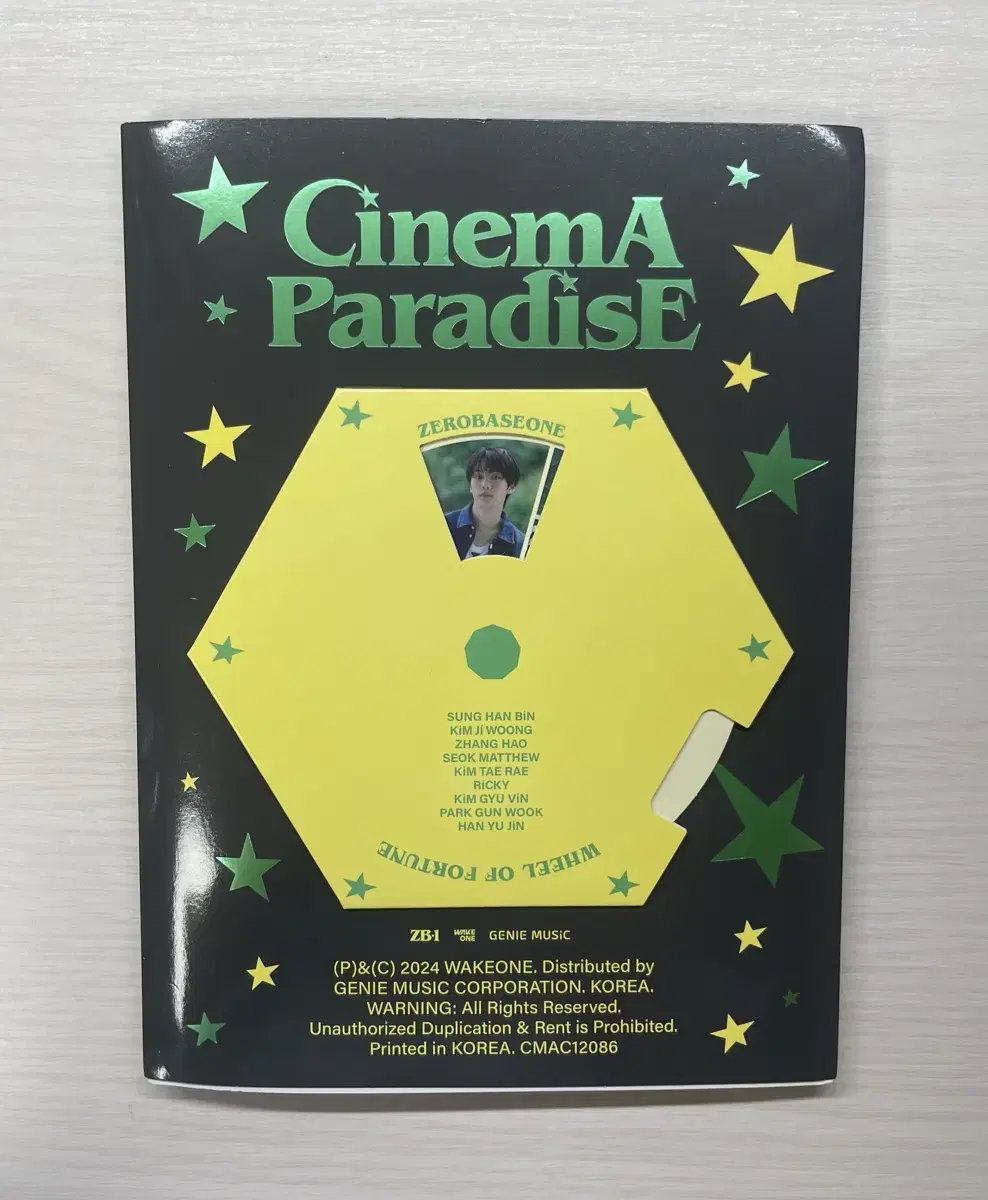 CinemA
ParadisE
ZEROBASEONE
SUNG HAN BiN
KiM Ji WOONG
ZHANG HAO
SEOK MATTHEW
KiM TAE RAE
RiCKY
KiM GYU ViN
PARK GUN WOOK
HAN YU JiN
WHEEL OF FORTUNE
ZB·1 WAKE ONE GENIE MUSiC
(P)&(C) 2024 WAKEONE. Distributed by
GENIE MUSIC CORPORATION. KOREA.
WARNING: All Rights Reserved.
Unauthorized Duplication & Rent is Prohibited.
Printed in KOREA. CMAC12086